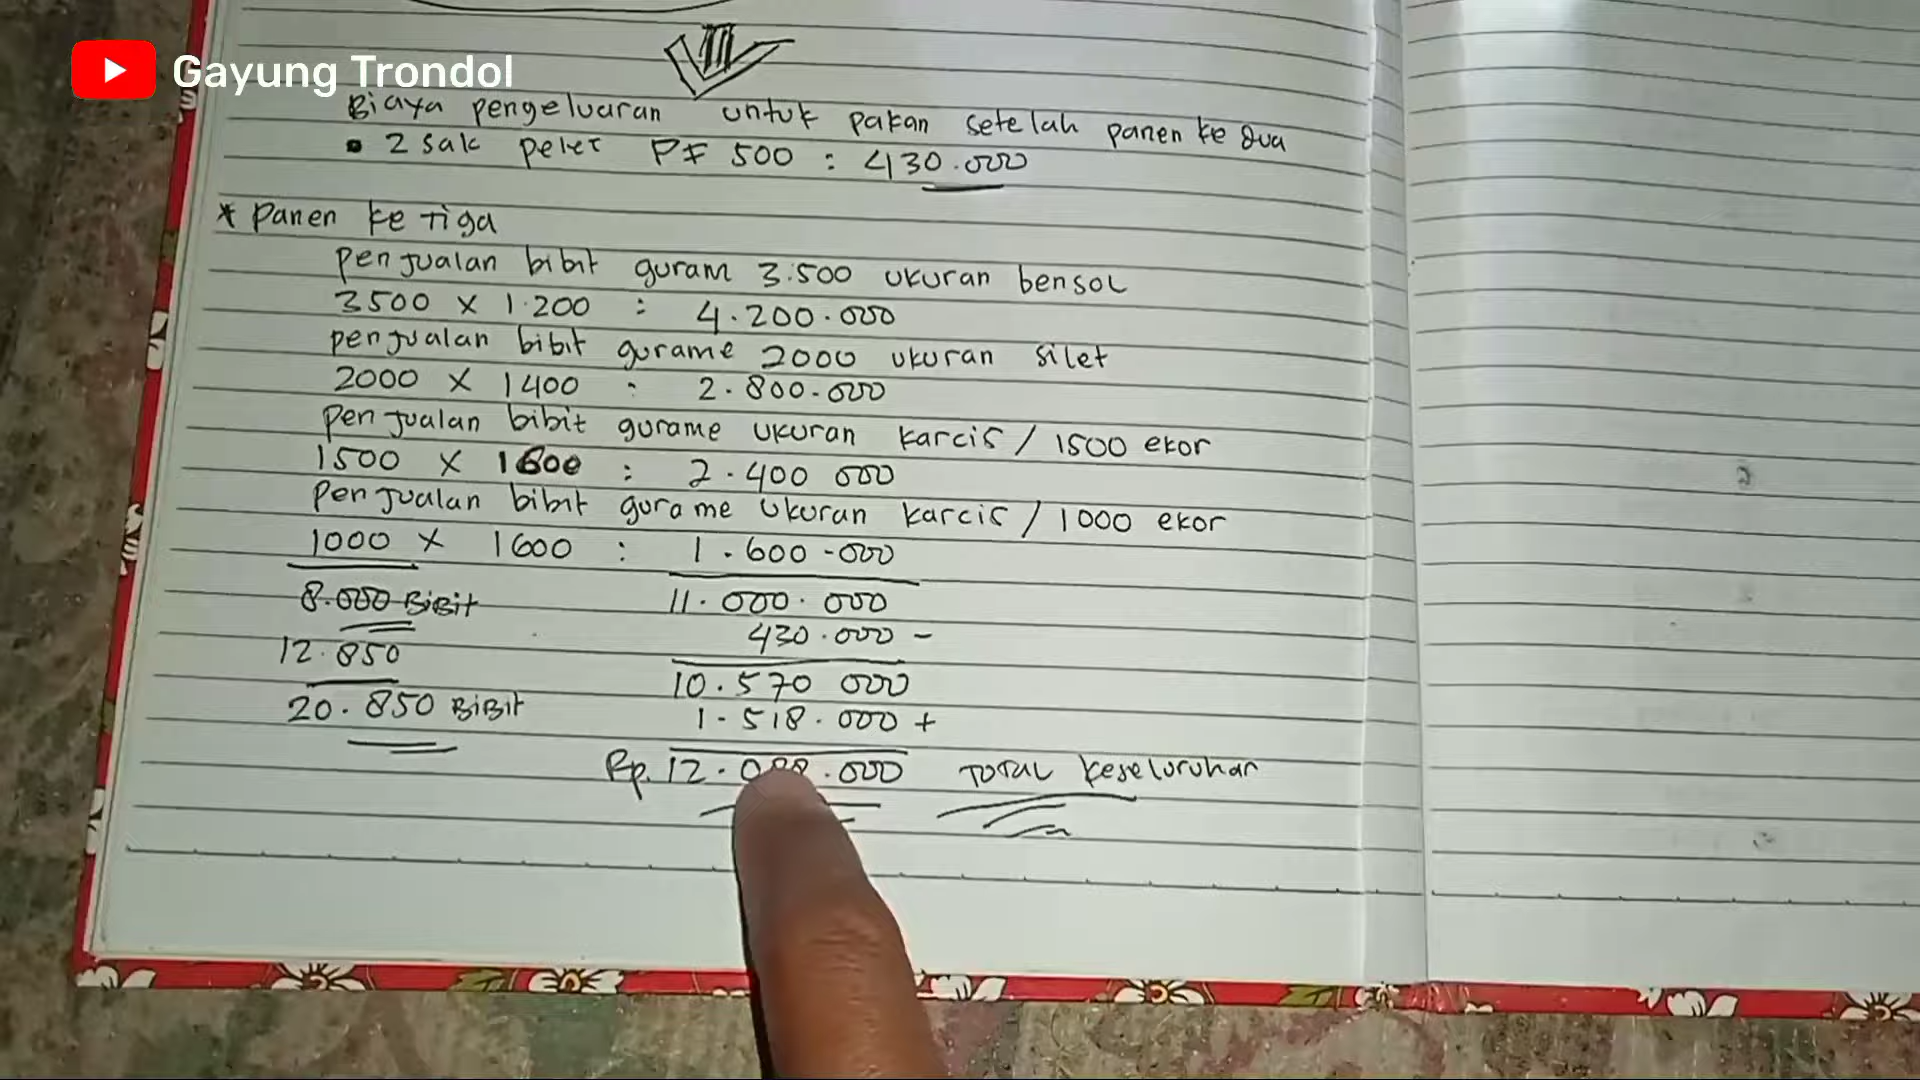 Gayung Trondol
Biaya pengeluaran untuk pakan setelah panen ke dua
• 2 sak pelet PF 500 : 430.000
* Panen ke tiga
penjualan bibit guram 3.500 ukuran bensol
3500 x 1.200 : 4.200.000
penjualan bibit gurame 2000 ukuran silet
2000 x 1400 : 2.800.000
penjualan bibit gurame ukuran karcis / 1500 ekor
1500 x 1600 : 2.400 000
penjualan bibit gurame ukuran karcis / 1000 ekor
1000 x 1600 : 1.600.000
8.000 BiBit 11.000.000
430.000 -
12.850
10.570 000
20.850 BiBit 1.518.000 +
Rp. 12.088.000 TOTAL keseluruhan